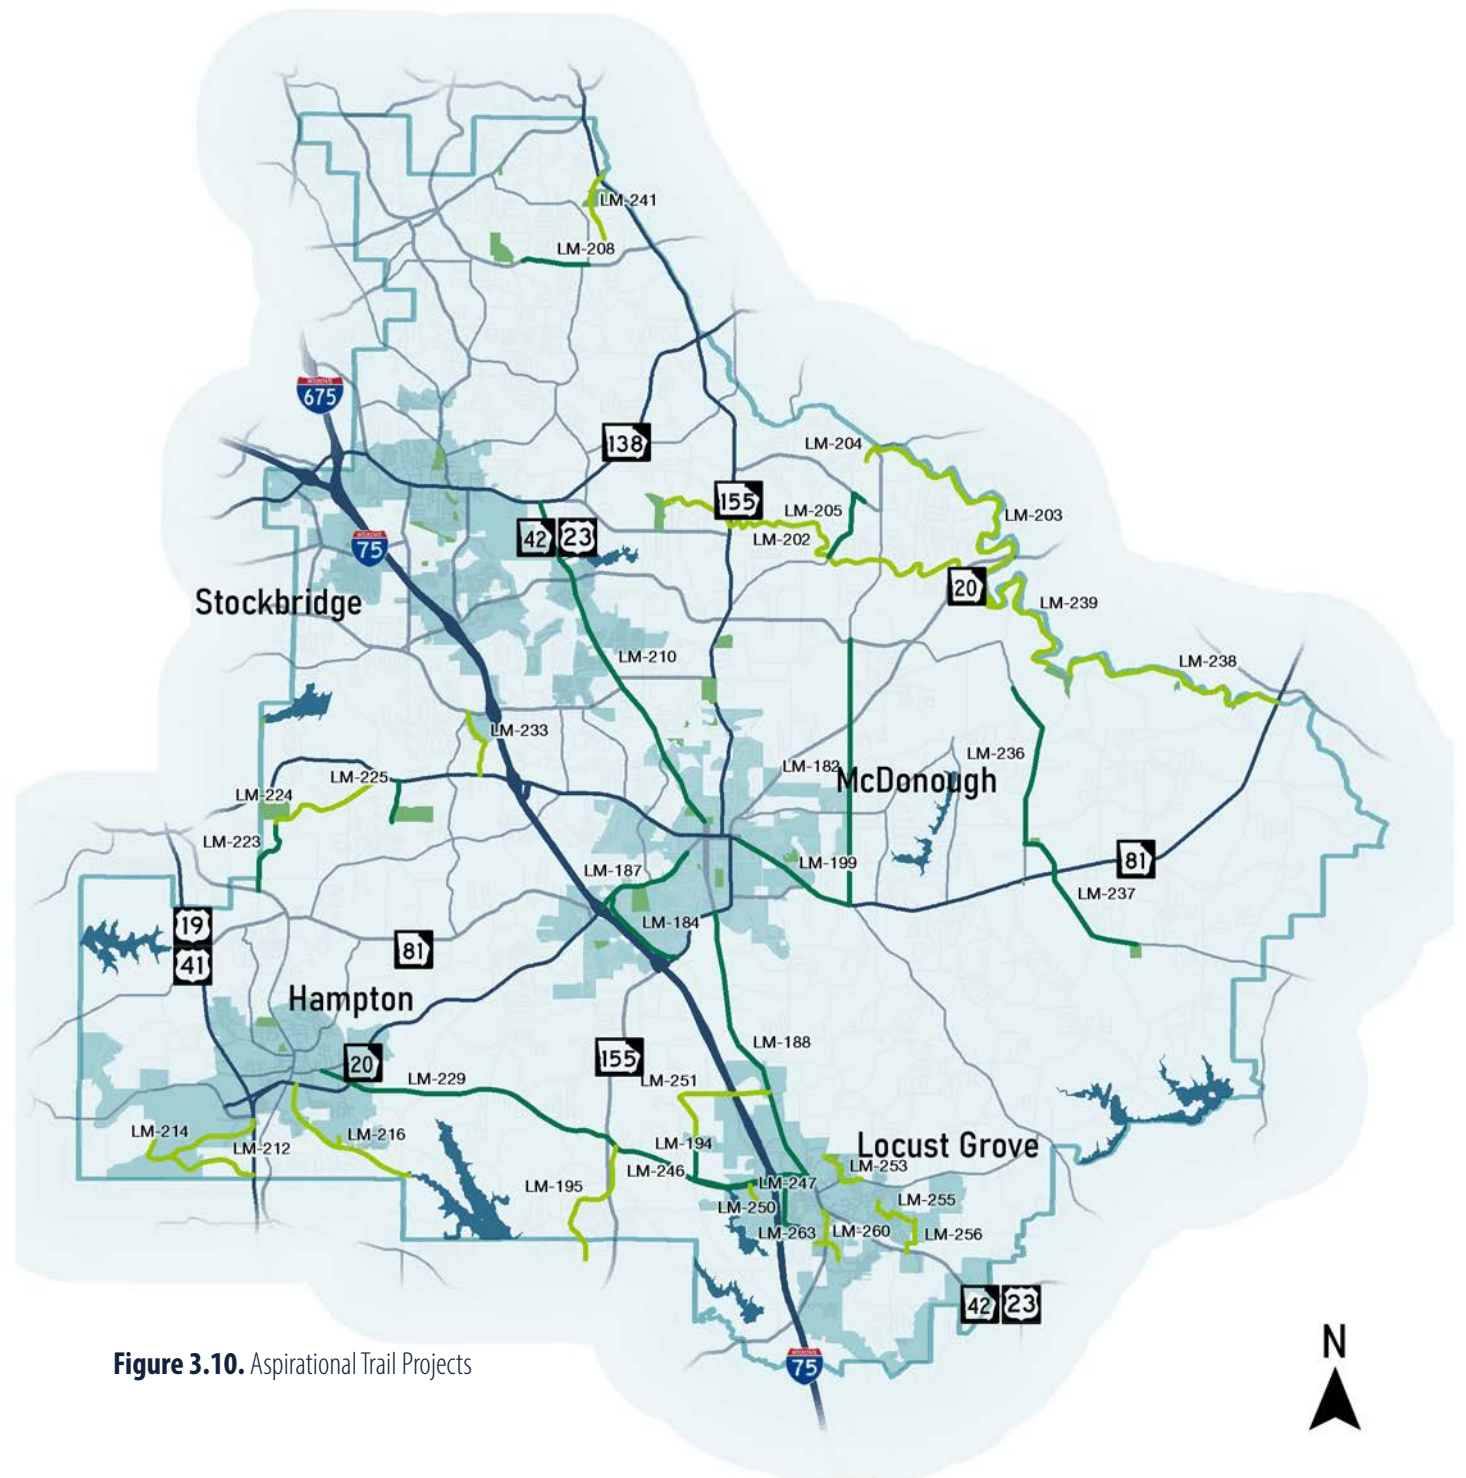 LM-241
LM-208
INTERSTATE
675
138
LM-204
155
LM-205
LM-203
42 23
LM-202
INTERSTATE
75
20
Stockbridge
LM-239
LM-210
LM-238
LM-233
LM-236
LM-182
McDonough
LM-225
LM-224
LM-223
LM-199
81
LM-187
LM-237
LM-184
19
81
41
Hampton
LM-188
155
20
LM-229
LM-251
LM-214
LM-216
LM-212
LM-194
Locust Grove
LM-253
LM-246
LM-247
LM-195
LM-250
LM-255
LM-263
LM-260
LM-256
42 23
N
Figure 3.10. Aspirational Trail Projects
INTERSTATE
75